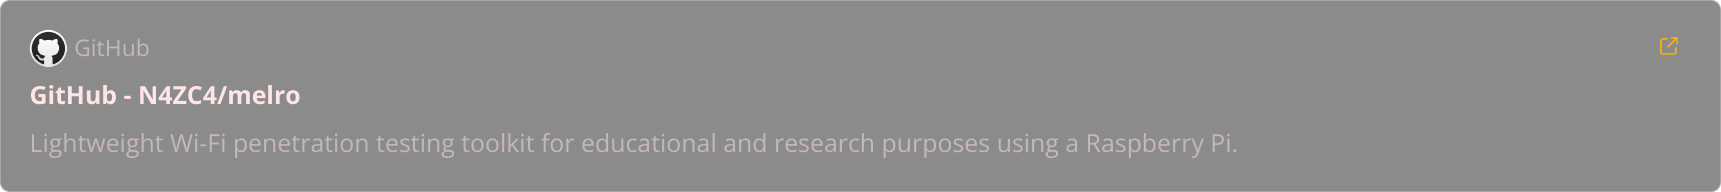 GitHub
GitHub - N4ZC4/melro
Lightweight Wi-Fi penetration testing toolkit for educational and research purposes using a Raspberry Pi.